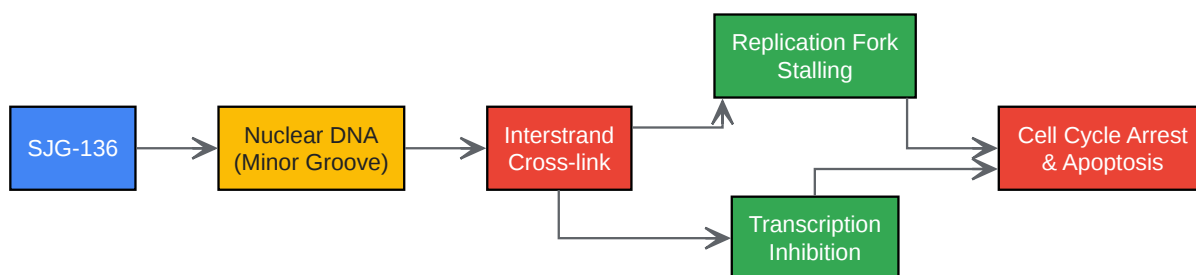 SJG-136
Nuclear DNA
(Minor Groove)
Interstrand
Cross-link
Replication Fork
Stalling
Transcription
Inhibition
Cell Cycle Arrest
& Apoptosis